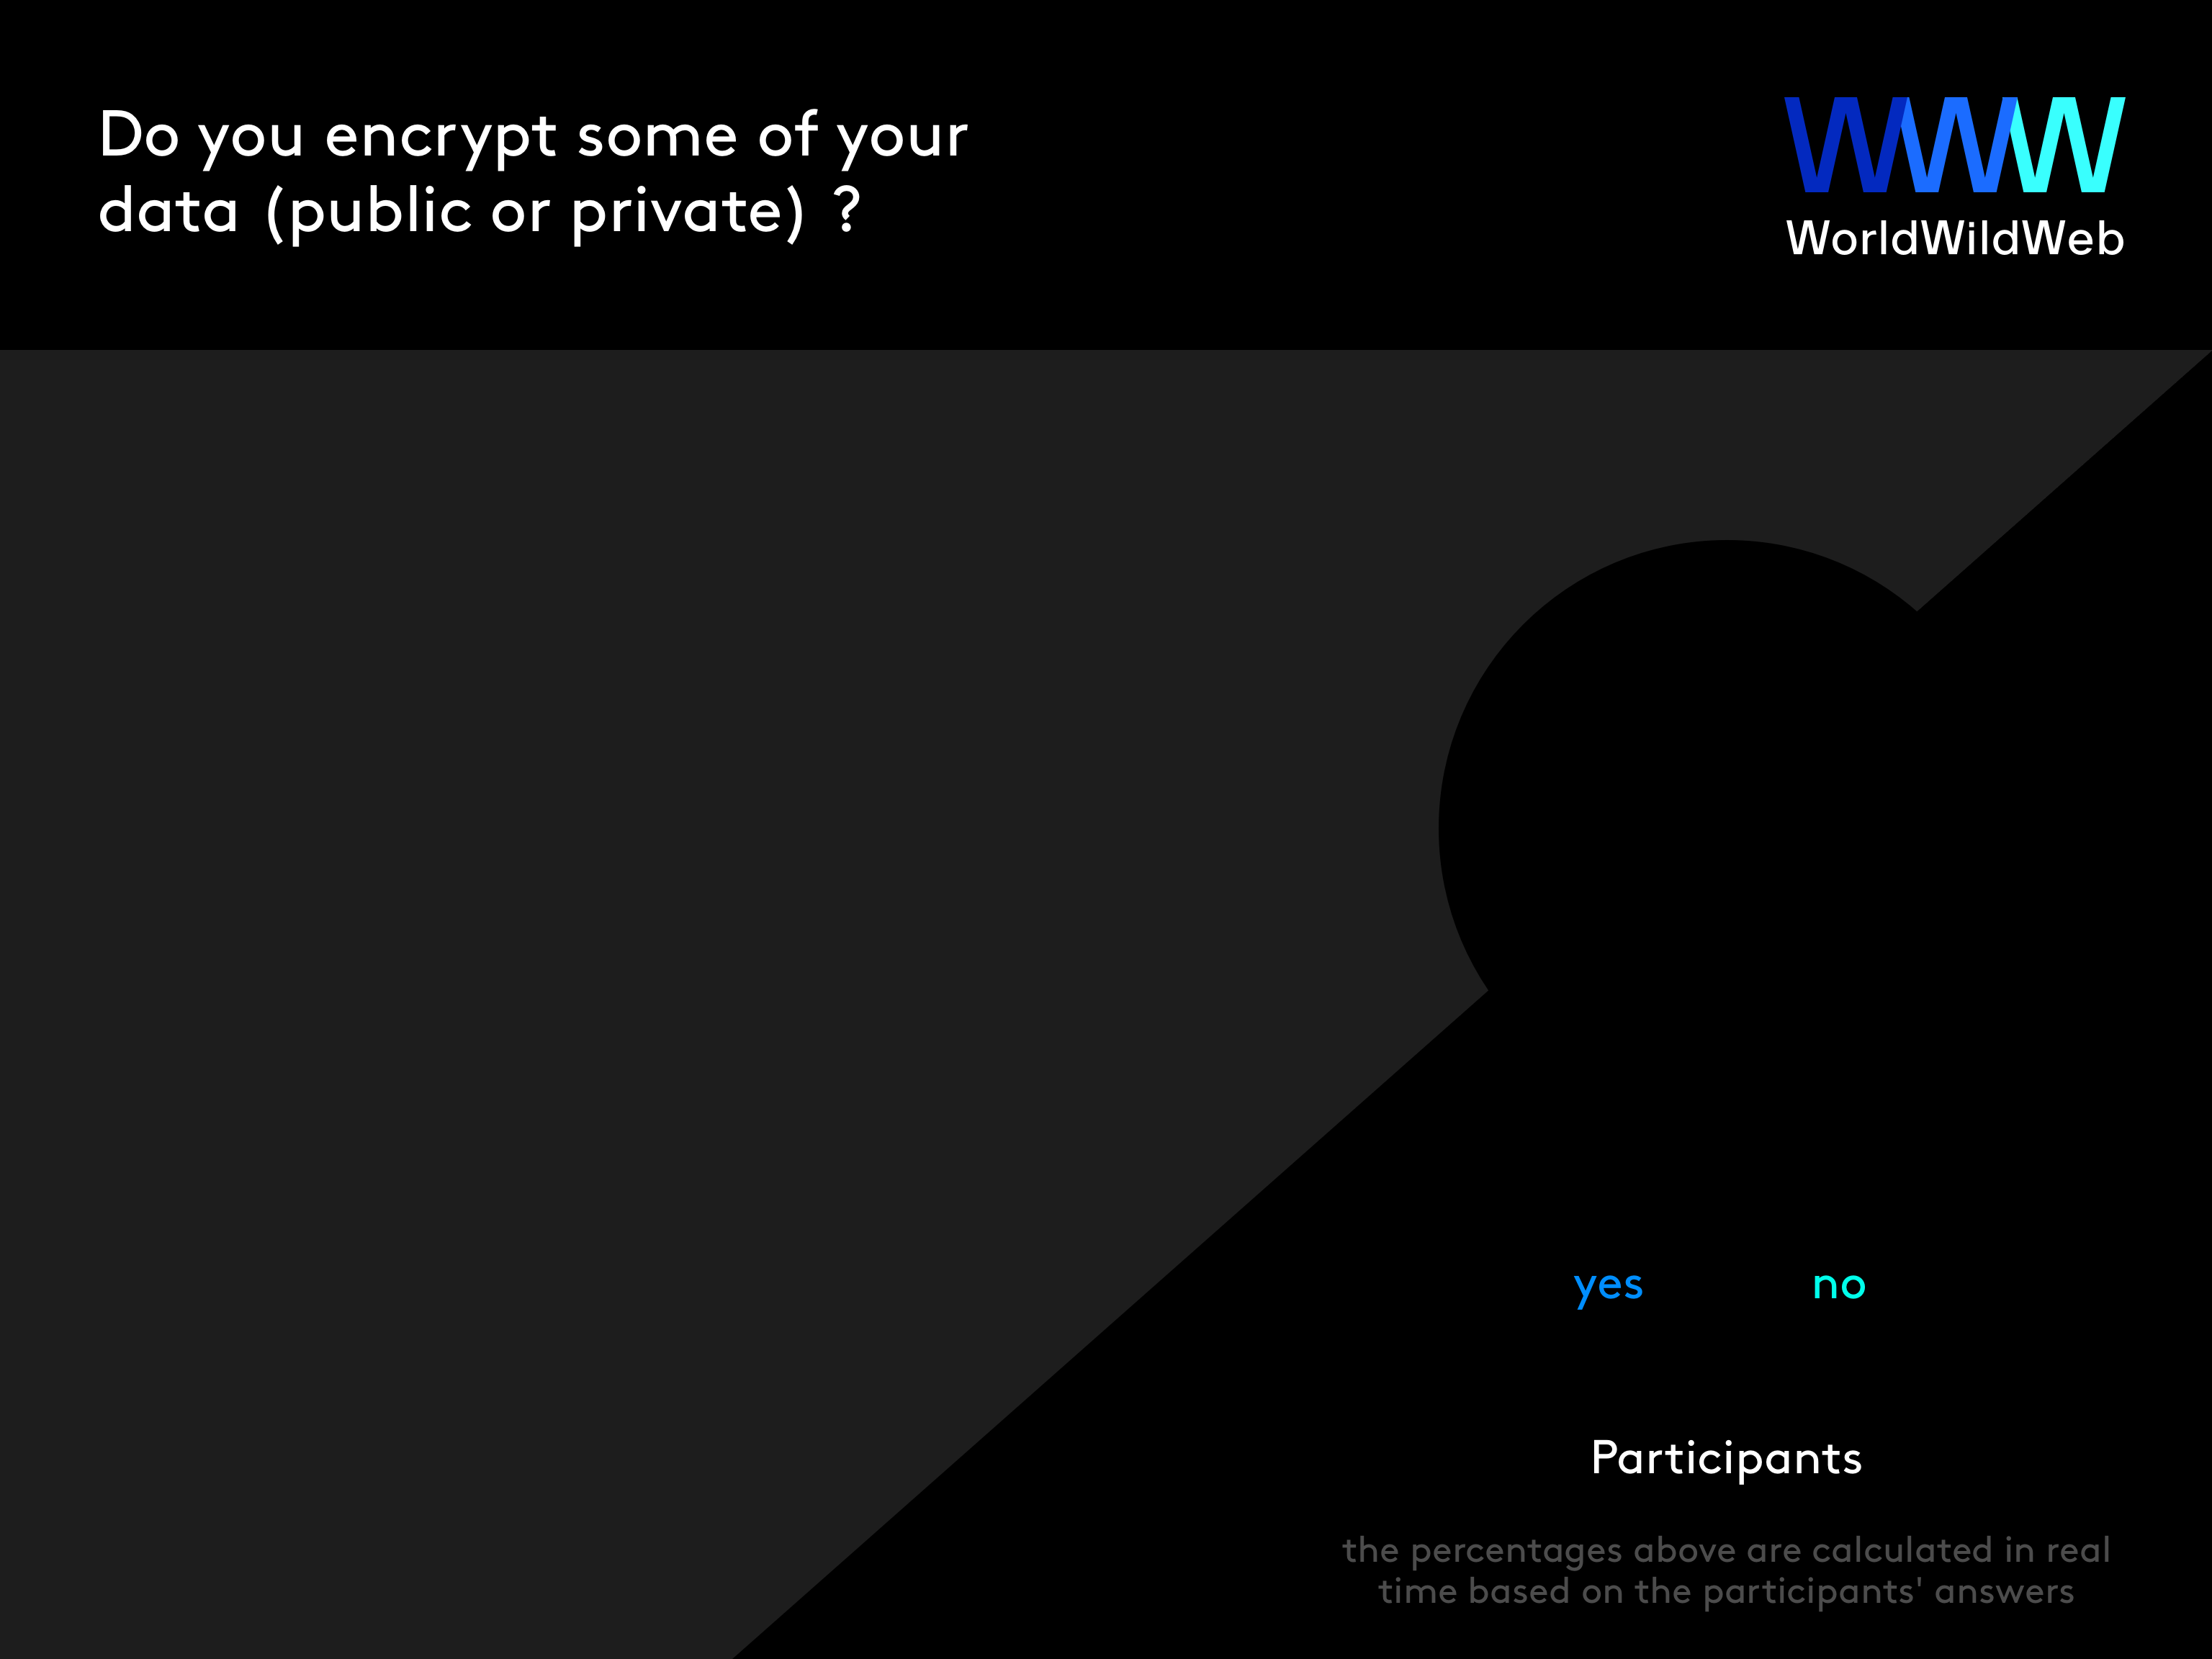 Do you encrypt some of your
data (public or private) ?
WWW
WorldWildWeb
yes no
Participants
the percentages above are calculated in real
time based on the participants' answers